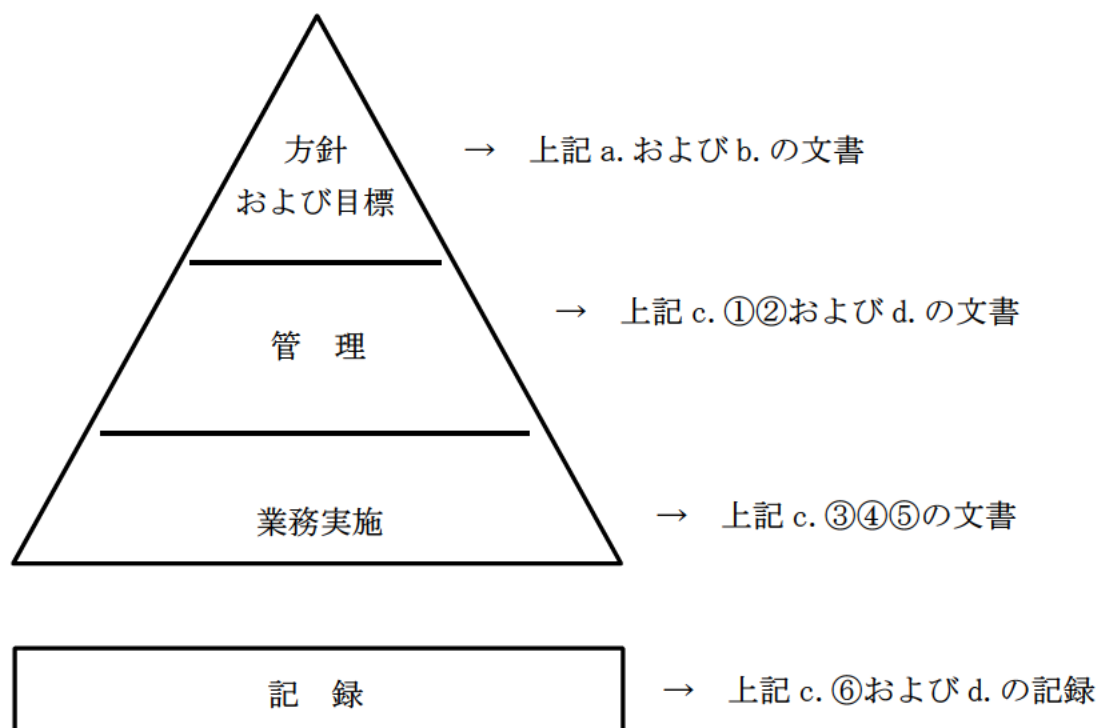 方針
および目標
→ 上記 a. および b. の文書
管 理
→ 上記 c. ①②および d. の文書
業務実施
→ 上記 c. ③④⑤の文書
記 録
→ 上記 c. ⑥および d. の記録